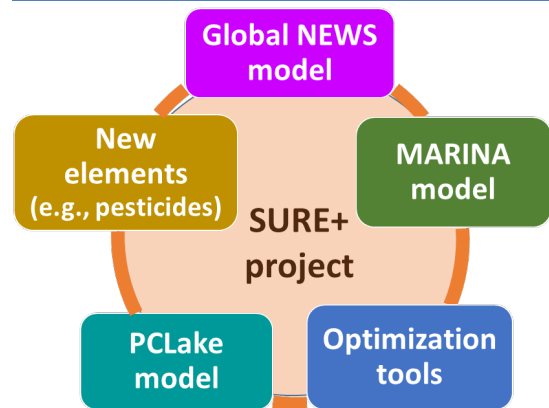 Global NEWS
model
New
elements
(e.g., pesticides)
MARINA
model
SURE+
project
PCLake
model
Optimization
tools